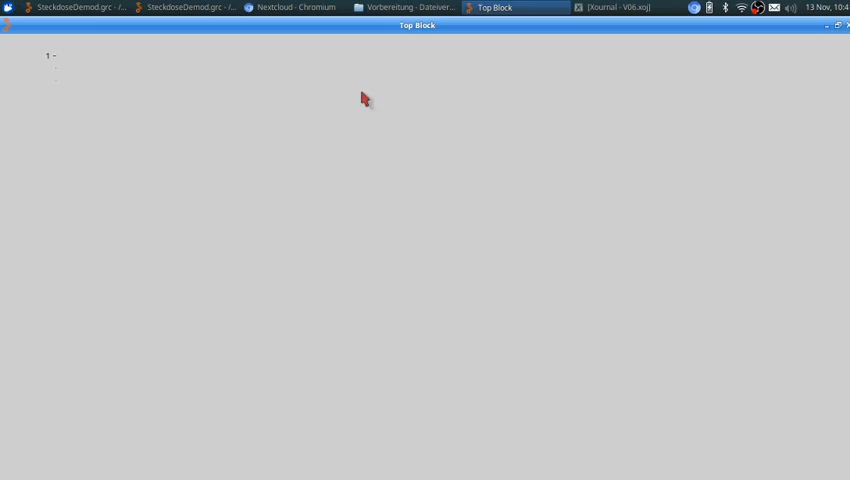 SteckdoseDemod.grc - /...
SteckdoseDemod.grc - /...
Nextcloud - Chromium
Vorbereitung - Dateiver...
Top Block
[Xournal - V06.xoj]
13 Nov, 10:4
Top Block
1